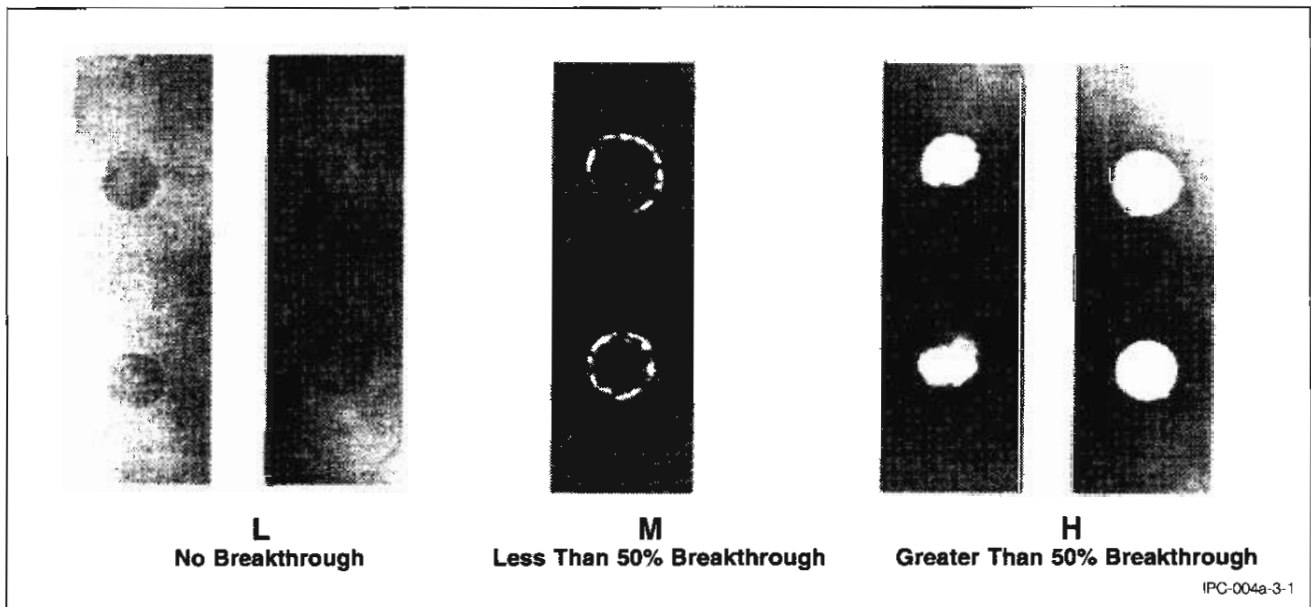 L
No Breakthrough
M
Less Than 50% Breakthrough
H
Greater Than 50% Breakthrough
IPC-004a-3-1